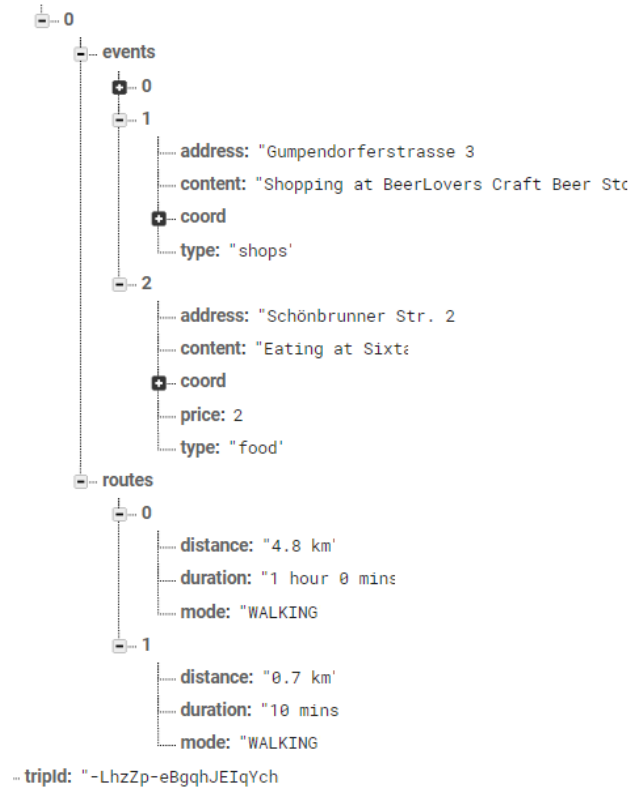 0
events
0
1
address: "Gumpendorferstrasse 3
content: "Shopping at BeerLovers Craft Beer Sto
coord
type: "shops'
2
address: "Schönbrunner Str. 2
content: "Eating at Sixta
coord
price: 2
type: "food'
routes
0
distance: "4.8 km'
duration: "1 hour 0 mins
mode: "WALKING
1
distance: "0.7 km'
duration: "10 mins
mode: "WALKING
tripId: "-LhzZp-eBgqhJEIqYch